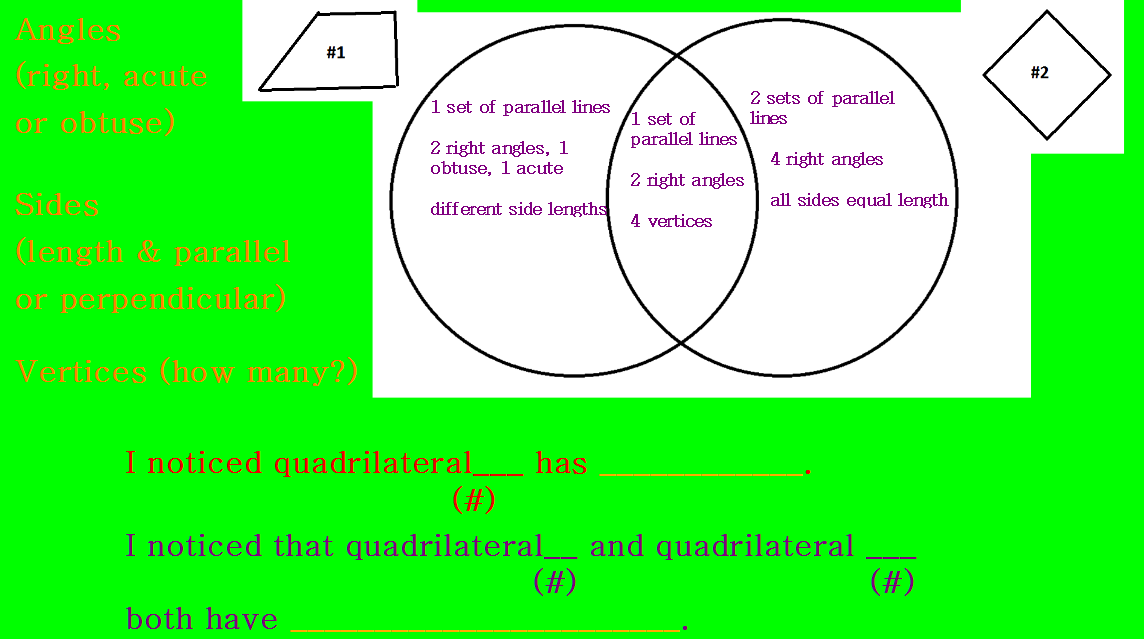 Angles
(right, acute
or obtuse)
Sides
(length & parallel
or perpendicular)
Vertices (how many?)
#1
1 set of parallel lines
2 right angles, 1
obtuse, 1 acute
different side lengths
1 set of
parallel lines
2 right angles
4 vertices
2 sets of parallel
lines
4 right angles
all sides equal length
#2
I noticed quadrilateral___ has _____________.
(#)
I noticed that quadrilateral__ and quadrilateral ___
(#) (#)
both have _________________________.